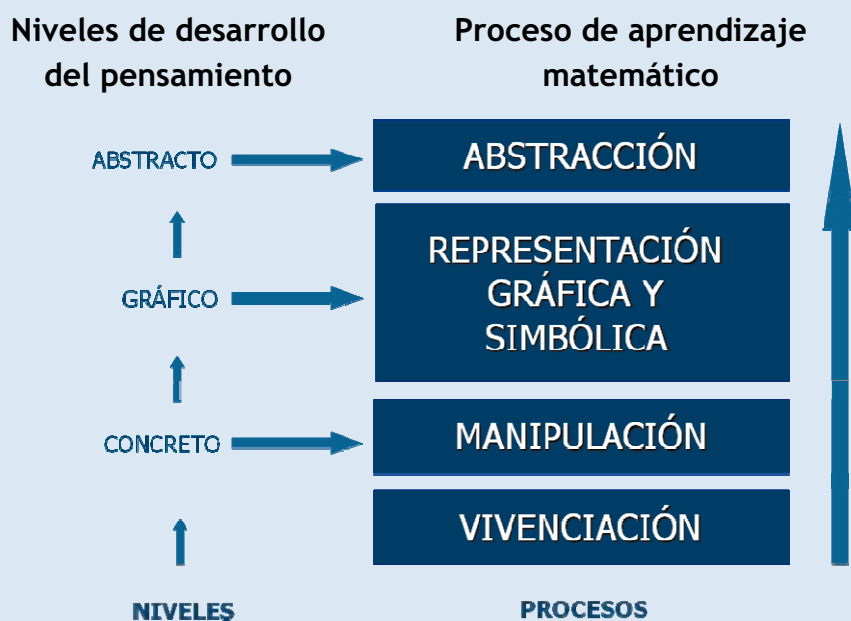 Niveles de desarrollo
del pensamiento
Proceso de aprendizaje
matemático
ABSTRACTO
ABSTRACCIÓN
GRÁFICO
REPRESENTACIÓN
GRÁFICA Y
SIMBÓLICA
CONCRETO
MANIPULACIÓN
VIVENCIACIÓN
NIVELES
PROCESOS